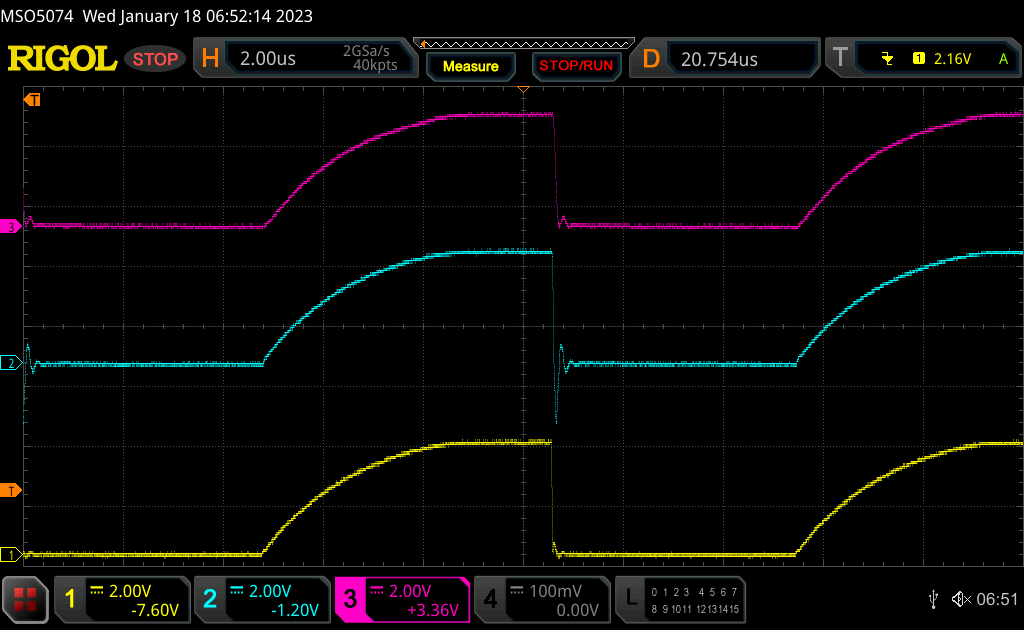 MSO5074 Wed January 18 06:52:14 2023
RIGOL STOP H 2.00us 2GSa/s 40kpts Measure STOP/RUN D 20.754us T 1 2.16V A
T
3
2
T
1
1 2.00V -7.60V 2 2.00V -1.20V 3 2.00V +3.36V 4 100mV 0.00V L 0 1 2 3 4 5 6 7 8 9 10 11 12 13 14 15 06:51